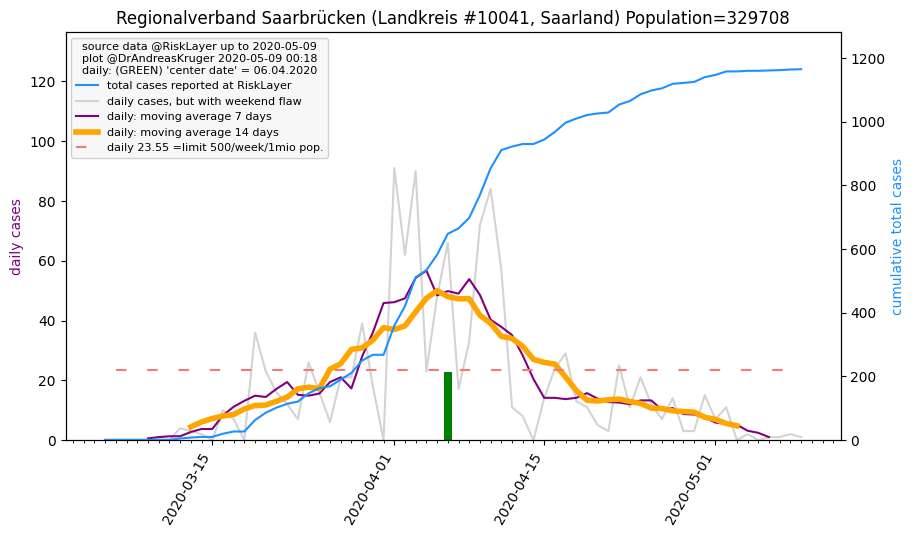 Regionalverband Saarbrücken (Landkreis #10041, Saarland) Population=329708
source data @RiskLayer up to 2020-05-09
plot @DrAndreasKruger 2020-05-09 00:18
daily: (GREEN) 'center date' = 06.04.2020
total cases reported at RiskLayer
daily cases, but with weekend flaw
daily: moving average 7 days
daily: moving average 14 days
daily 23.55 =limit 500/week/1mio pop.
daily cases
120
100
80
60
40
20
0
1200
1000
800
600
400
200
0
cumulative total cases
2020-03-15
2020-04-01
2020-04-15
2020-05-01